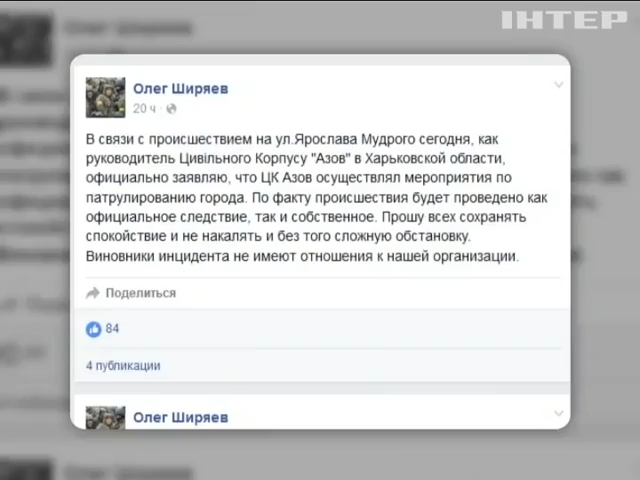 ІНТЕР
Олег Ширяев
20 ч ·
В связи с происшествием на ул.Ярослава Мудрого сегодня, как
руководитель Цивільного Корпусу "Азов" в Харьковской области,
официально заявляю, что ЦК Азов осуществлял мероприятия по
патрулированию города. По факту происшествия будет проведено как
официальное следствие, так и собственное. Прошу всех сохранять
спокойствие и не накалять и без того сложную обстановку.
Виновники инцидента не имеют отношения к нашей организации.
Поделиться
84
4 публикации
Олег Ширяев